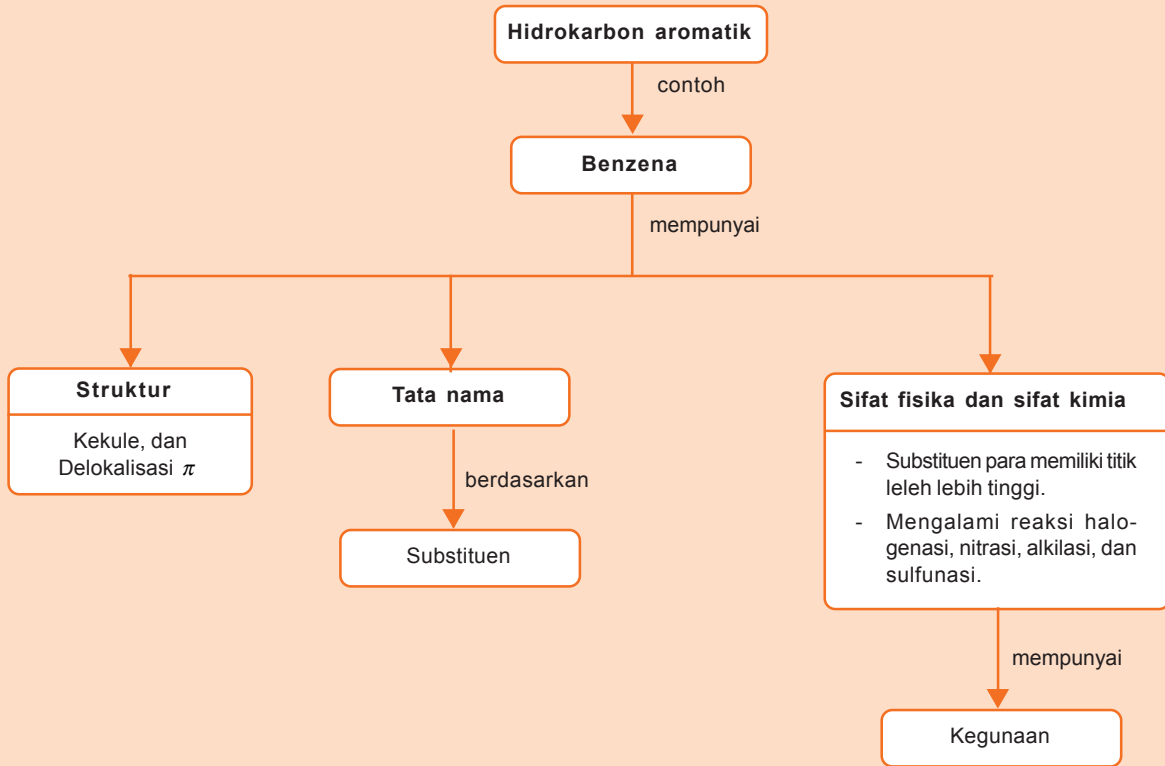 Hidrokarbon aromatik
contoh
Benzena
mempunyai
Struktur
Kekule, dan
Delokalisasi π
Tata nama
berdasarkan
Substituen
Sifat fisika dan sifat kimia
- Substituen para memiliki titik
leleh lebih tinggi.
- Mengalami reaksi halo-
genasi, nitrasi, alkilasi, dan
sulfunasi.
mempunyai
Kegunaan